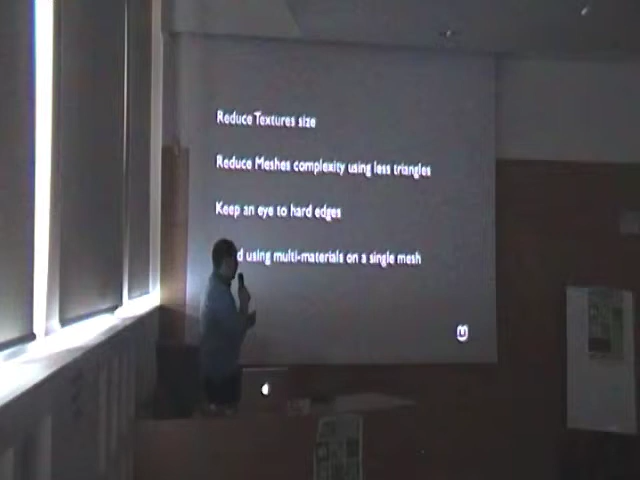 Reduce Textures size
Reduce Meshes complexity using less triangles
Keep an eye to hard edges
d using multi-materials on a single mesh